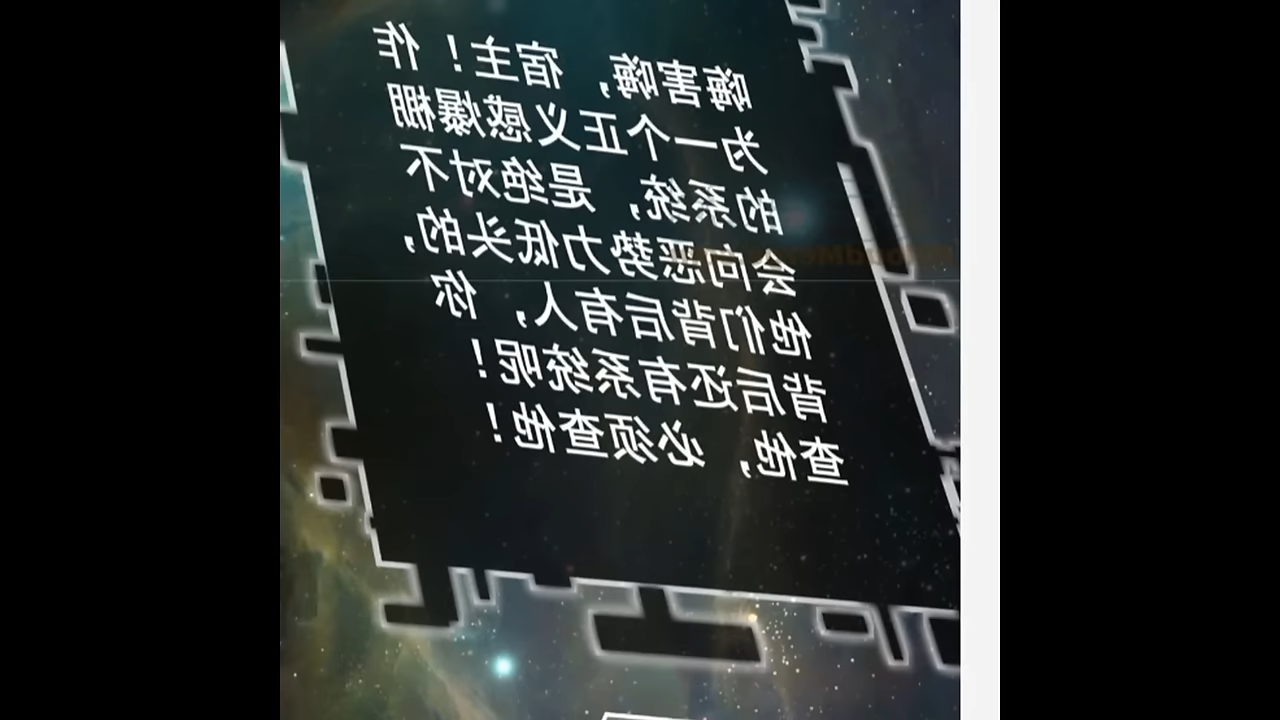 嗨害嗨，宿主！作
为一个正义感爆棚
的系统，是绝对不
会向恶势力低头的，
他们背后有人，你
背后还有系统呢！
查他，必须查他！